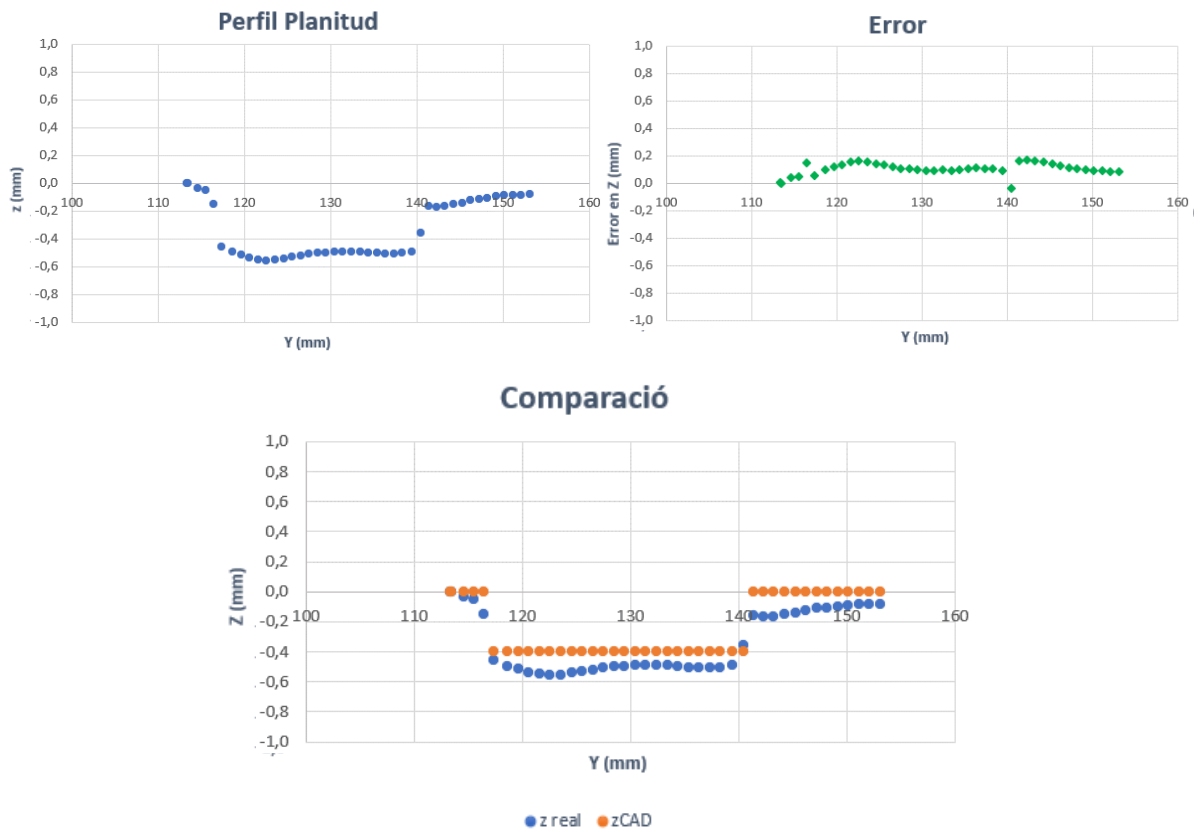 Perfil Planitud
1,0
0,8
0,6
0,4
0,2
0,0
-0,2
-0,4
-0,6
-0,8
-1,0
z (mm)
100 110 120 130 140 150 160
Y (mm)
Error
1,0
0,8
0,6
0,4
0,2
0,0
-0,2
-0,4
-0,6
-0,8
-1,0
Error en Z (mm)
100 110 120 130 140 150 160
Y (mm)
Comparació
1,0
0,8
0,6
0,4
0,2
0,0
-0,2
-0,4
-0,6
-0,8
-1,0
Z (mm)
100 110 120 130 140 150 160
Y (mm)
z real zCAD